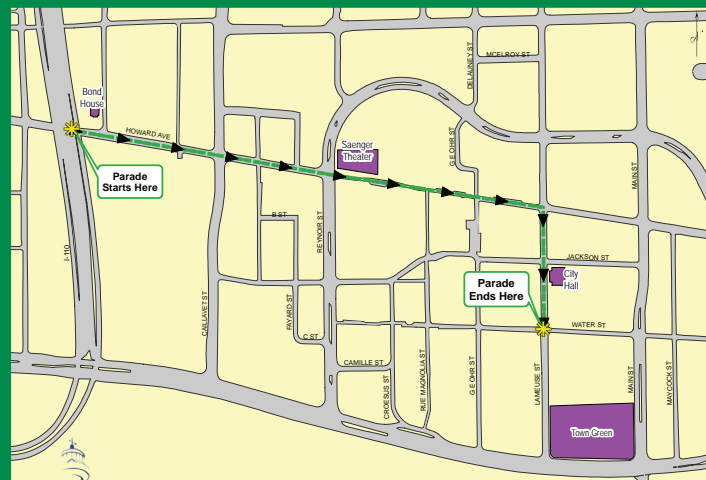 N
MCELROY ST
DELAUNEY ST
Bond
House
HOWARD AVE
Saenger
Theater
G E OHR ST
MAIN ST
Parade
Starts Here
B ST
REYNOIR ST
I-110
JACKSON ST
City
Hall
Parade
Ends Here
CAILLAVET ST
FAYARD ST
C ST
WATER ST
CAMILLE ST
CROESUS ST
RUE MAGNOLIA ST
G E OHR ST
LAMEUSE ST
MAIN ST
MAYCOCK ST
Town Green